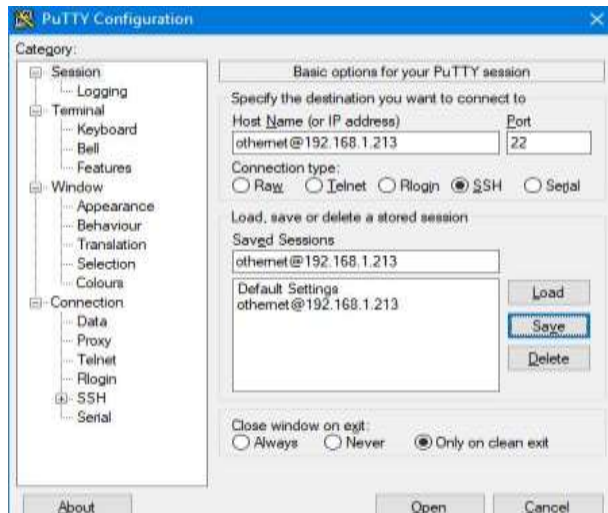 PuTTY Configuration
Category:
Session
Logging
Terminal
Keyboard
Bell
Features
Window
Appearance
Behaviour
Translation
Selection
Colours
Connection
Data
Proxy
Telnet
Rlogin
SSH
Serial
Basic options for your PuTTY session
Specify the destination you want to connect to
Host Name (or IP address) Port
othernet@192.168.1.213 22
Connection type:
Raw Telnet Rlogin SSH Serial
Load, save or delete a stored session
Saved Sessions
othernet@192.168.1.213
Default Settings
othernet@192.168.1.213
Load
Save
Delete
Close window on exit:
Always Never Only on clean exit
About Open Cancel